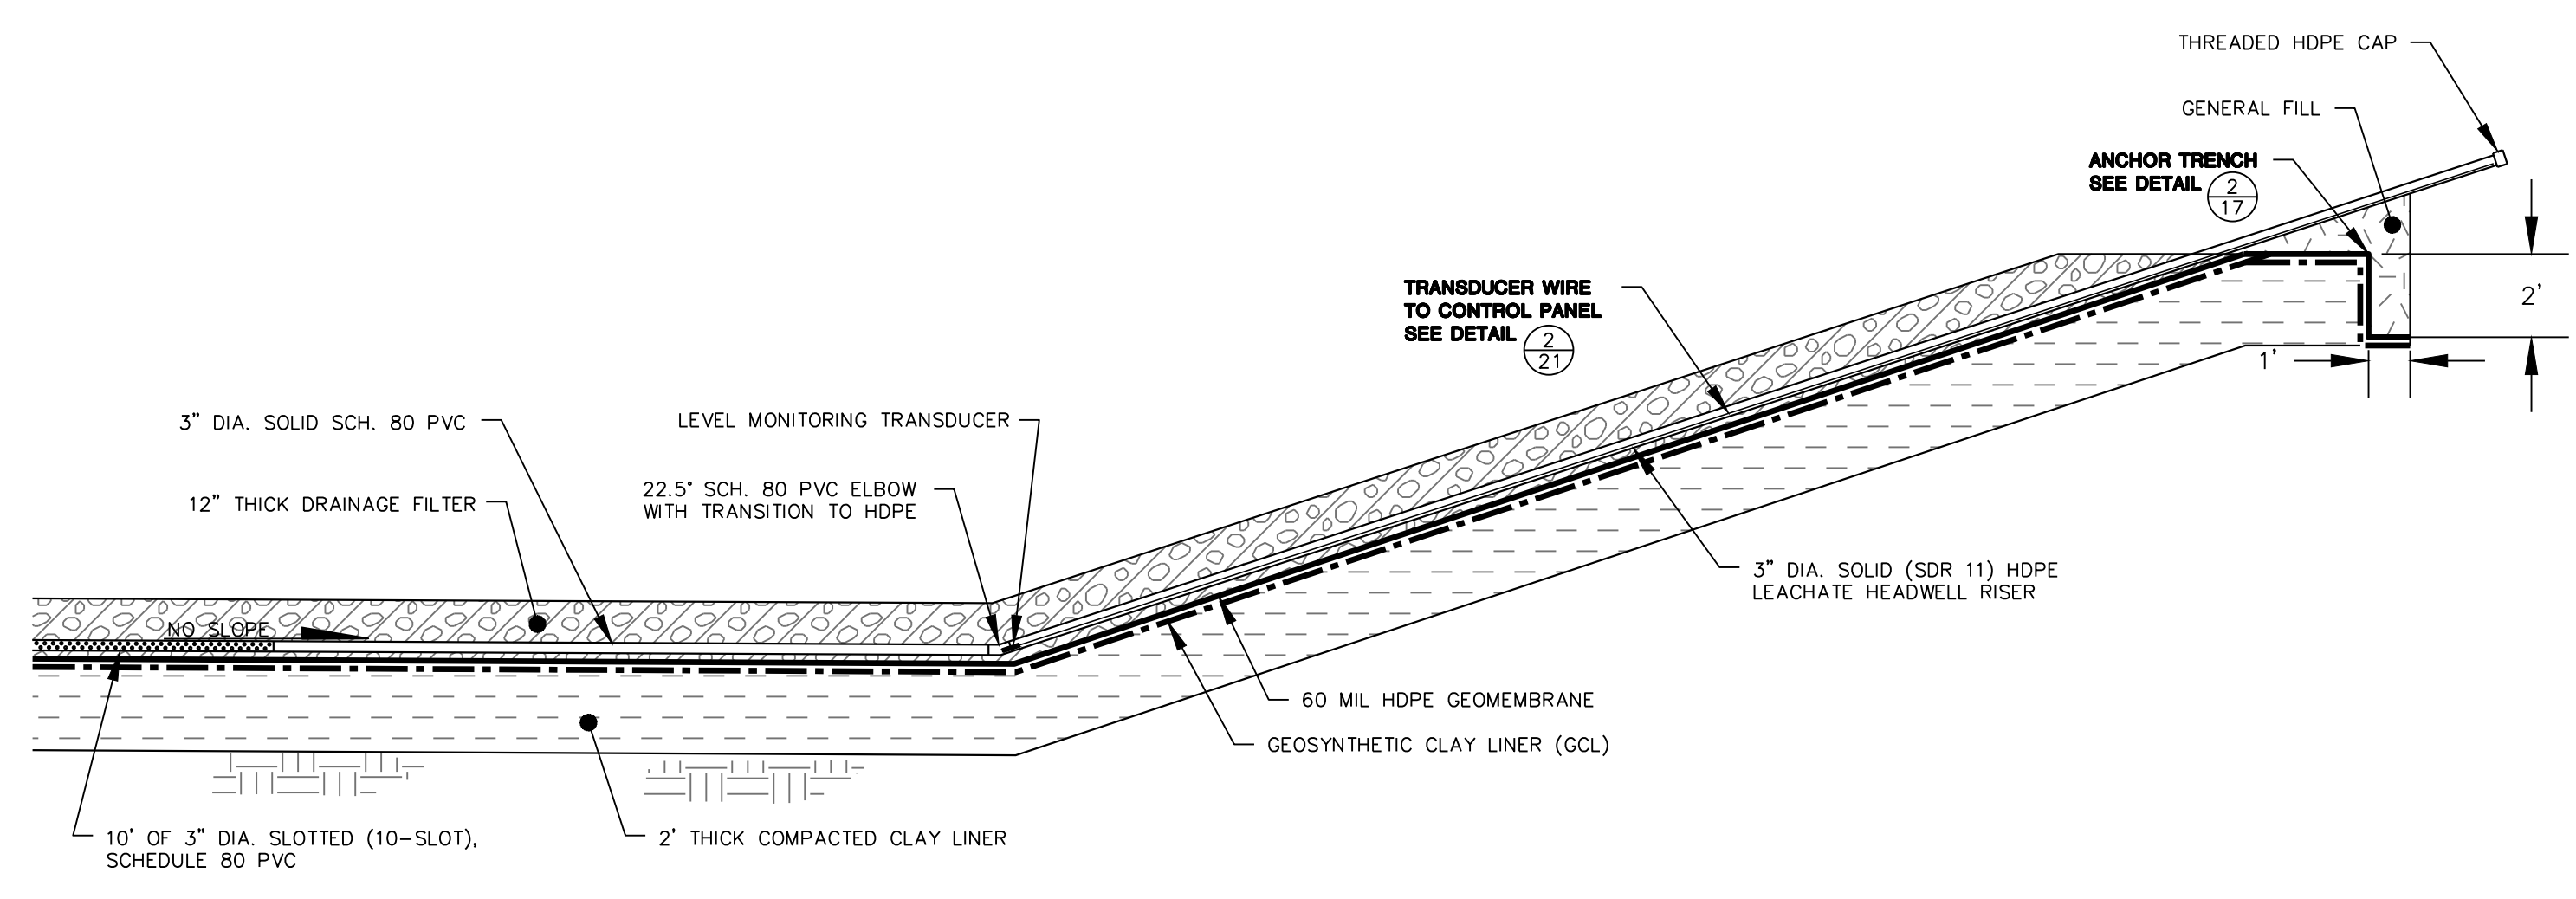 THREADED HDPE CAP
GENERAL FILL
ANCHOR TRENCH
SEE DETAIL
2
17
TRANSDUCER WIRE
TO CONTROL PANEL
SEE DETAIL
2
21
2'
1'
3" DIA. SOLID SCH. 80 PVC
LEVEL MONITORING TRANSDUCER
12" THICK DRAINAGE FILTER
22.5° SCH. 80 PVC ELBOW
WITH TRANSITION TO HDPE
3" DIA. SOLID (SDR 11) HDPE
LEACHATE HEADWELL RISER
NO SLOPE
60 MIL HDPE GEOMEMBRANE
GEOSYNTHETIC CLAY LINER (GCL)
10' OF 3" DIA. SLOTTED (10-SLOT),
SCHEDULE 80 PVC
2' THICK COMPACTED CLAY LINER